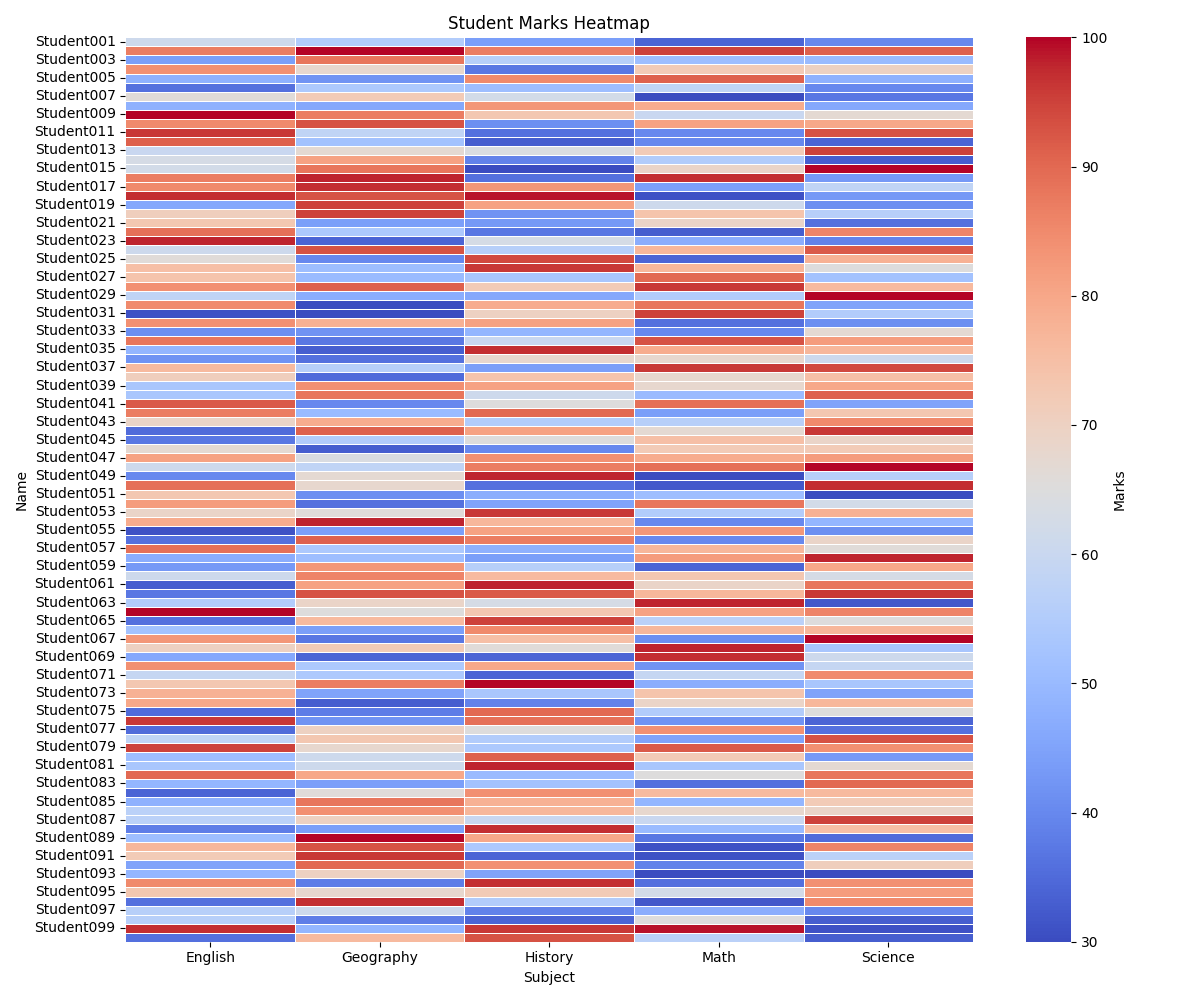 Student Marks Heatmap
Student001
Student003
Student005
Student007
Student009
Student011
Student013
Student015
Student017
Student019
Student021
Student023
Student025
Student027
Student029
Student031
Student033
Student035
Student037
Student039
Student041
Student043
Student045
Student047
Student049
Student051
Student053
Student055
Student057
Student059
Student061
Student063
Student065
Student067
Student069
Student071
Student073
Student075
Student077
Student079
Student081
Student083
Student085
Student087
Student089
Student091
Student093
Student095
Student097
Student099
Name
English Geography History Math Science
Subject
100
90
80
70
60
50
40
30
Marks